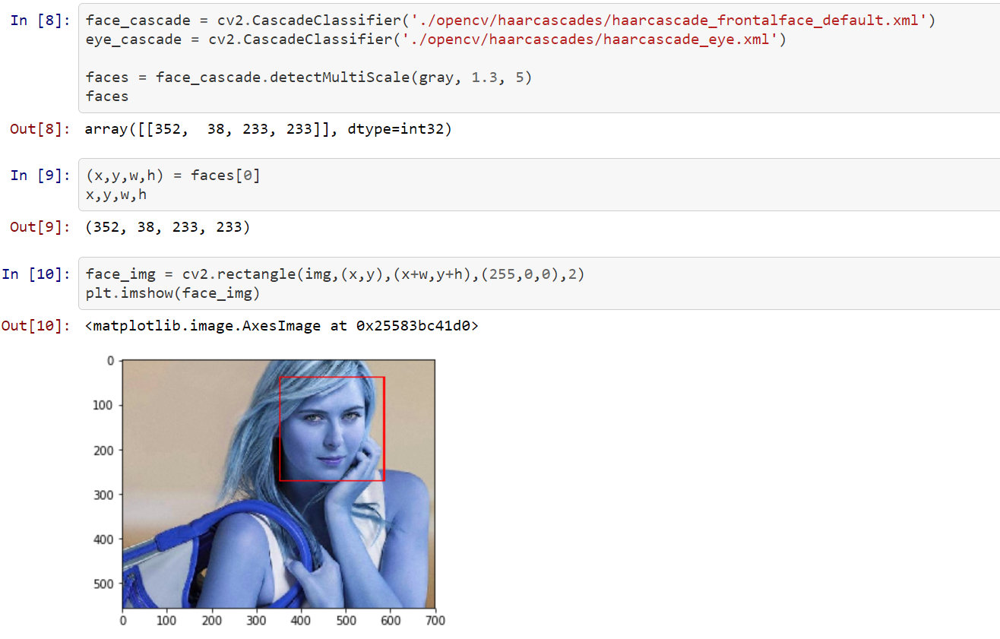 In [8]: face_cascade = cv2.CascadeClassifier('./opencv/haarcascades/haarcascade_frontalface_default.xml')
eye_cascade = cv2.CascadeClassifier('./opencv/haarcascades/haarcascade_eye.xml')
faces = face_cascade.detectMultiScale(gray, 1.3, 5)
faces
Out[8]: array([[352,  38, 233, 233]], dtype=int32)
In [9]: (x,y,w,h) = faces[0]
x,y,w,h
Out[9]: (352, 38, 233, 233)
In [10]: face_img = cv2.rectangle(img,(x,y),(x+w,y+h),(255,0,0),2)
plt.imshow(face_img)
Out[10]: <matplotlib.image.AxesImage at 0x25583bc41d0>
0
100
200
300
400
500
0 100 200 300 400 500 600 700